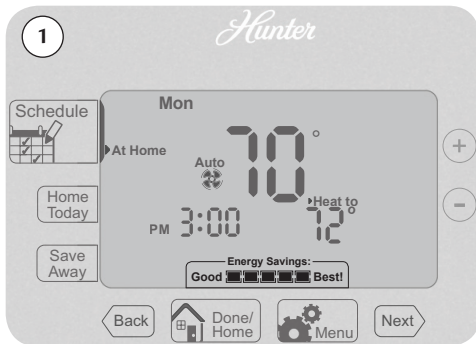 1
Hunter
Schedule
Mon
At Home
Auto
70°
Home
Today
PM 3:00
Heat to
72°
Save
Away
Energy Savings:
Good Best!
Back
Done/
Home
Menu
Next
+
-